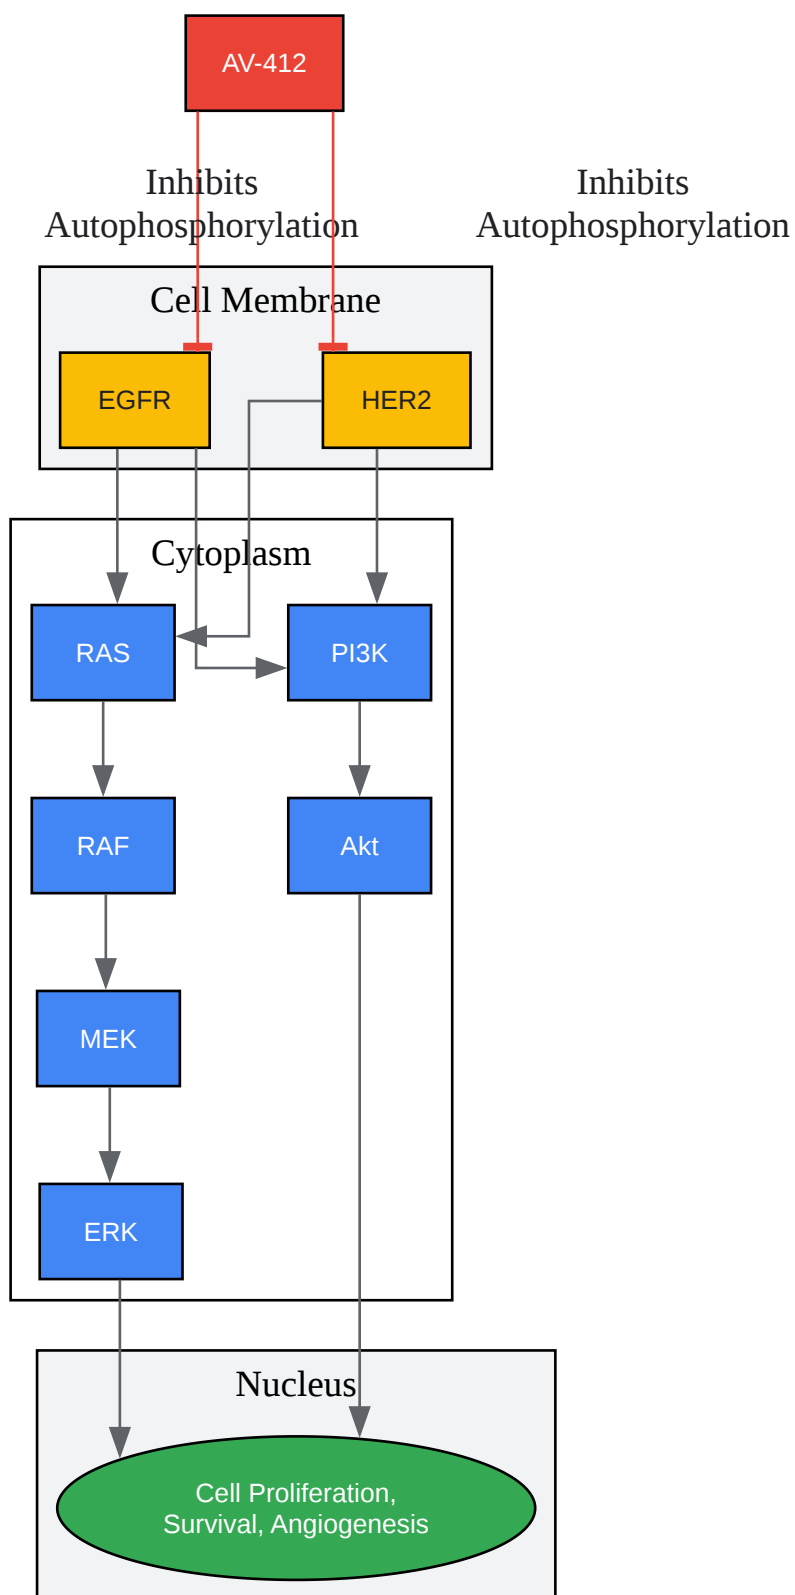 AV-412
Inhibits
Autophosphorylation
Inhibits
Autophosphorylation
Cell Membrane
EGFR
HER2
Cytoplasm
RAS
PI3K
RAF
Akt
MEK
ERK
Nucleus
Cell Proliferation,
Survival, Angiogenesis